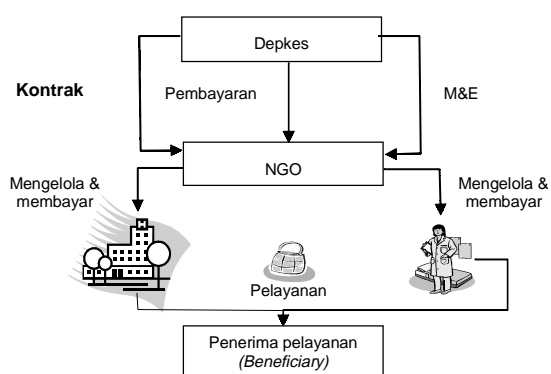 Depkes
Kontrak
Pembayaran
M&E
NGO
Mengelola &
membayar
Mengelola &
membayar
H
Pelayanan
Penerima pelayanan
(Beneficiary)